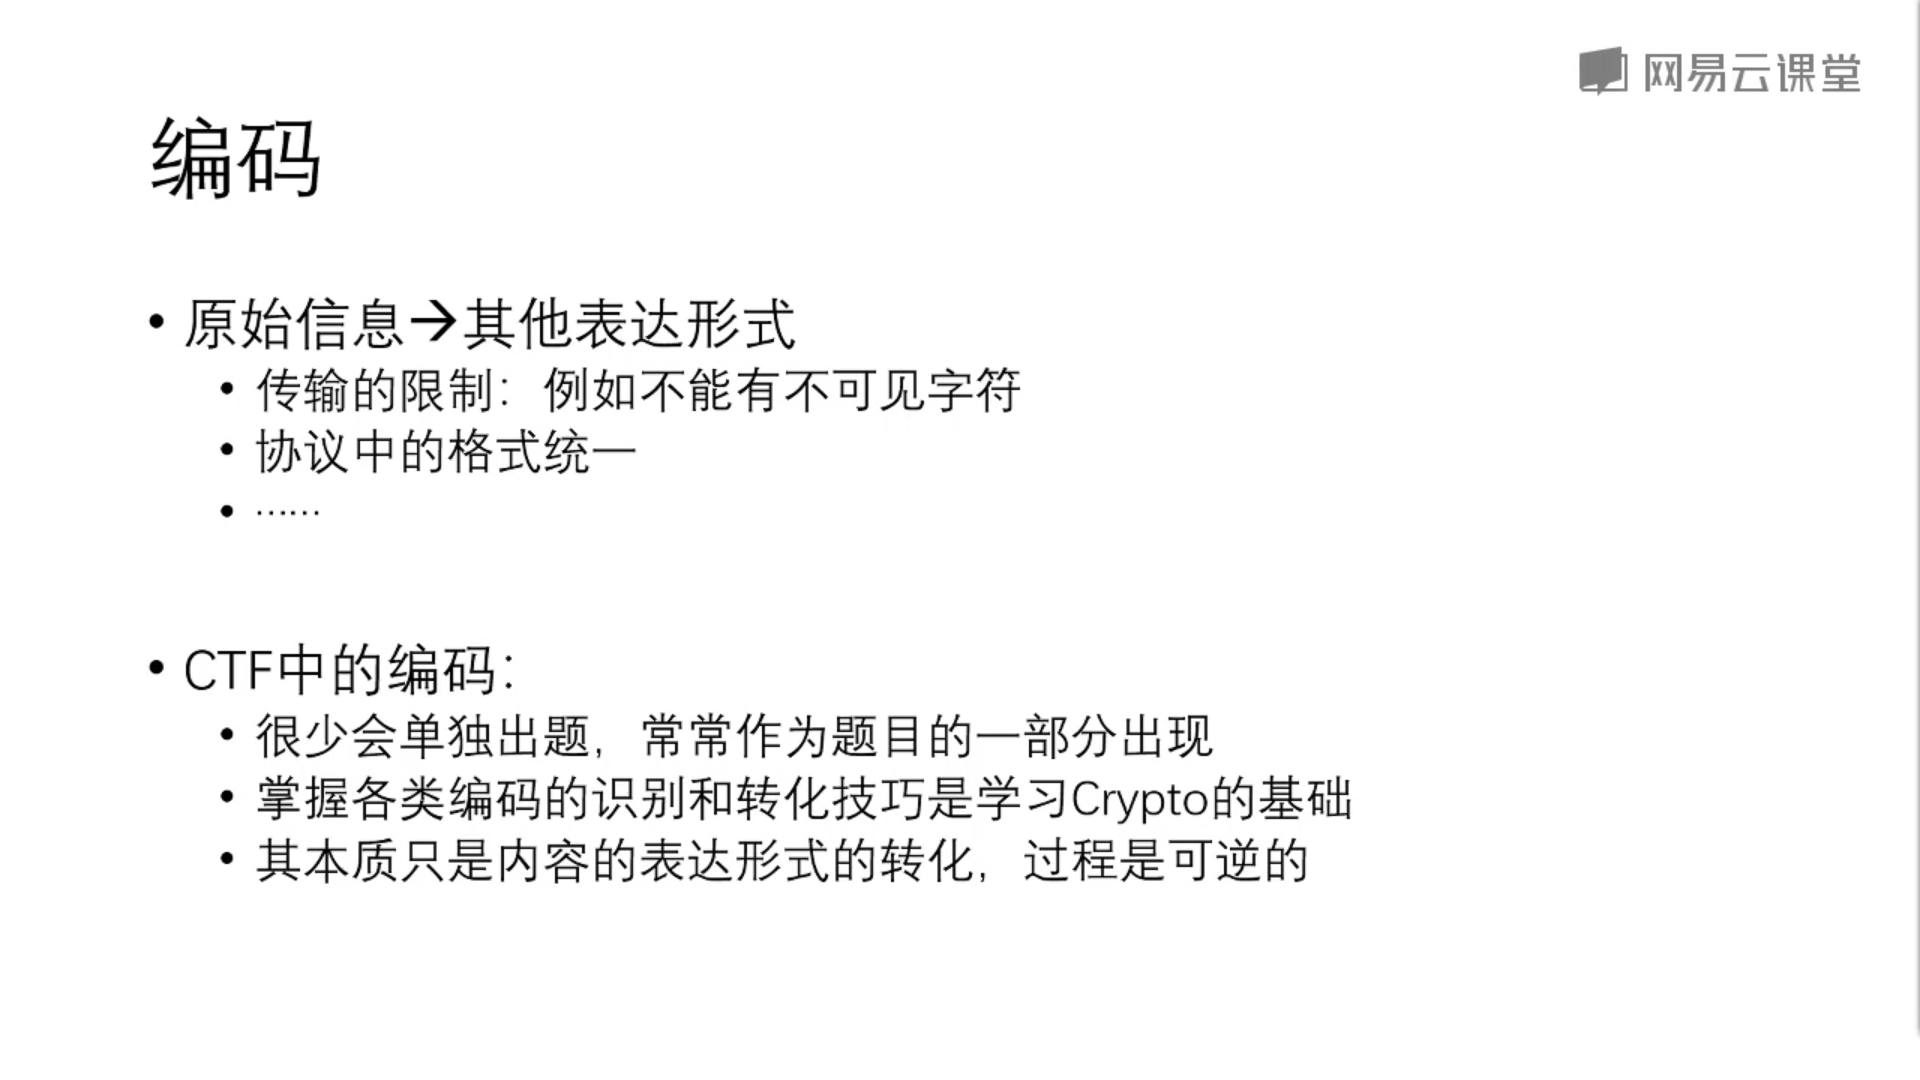 网易云课堂
编码
• 原始信息→其他表达形式
• 传输的限制：例如不能有不可见字符
• 协议中的格式统一
• ……
• CTF中的编码：
• 很少会单独出题，常常作为题目的一部分出现
• 掌握各类编码的识别和转化技巧是学习Crypto的基础
• 其本质只是内容的表达形式的转化，过程是可逆的